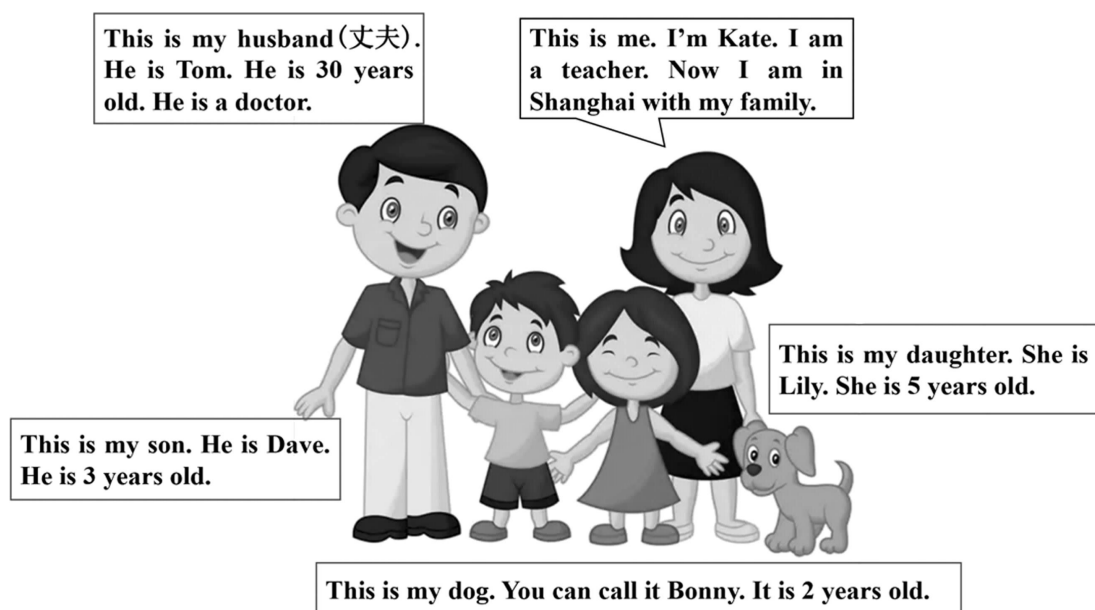 This is my husband(丈夫).
He is Tom. He is 30 years
old. He is a doctor.
This is me. I'm Kate. I am
a teacher. Now I am in
Shanghai with my family.
This is my daughter. She is
Lily. She is 5 years old.
This is my son. He is Dave.
He is 3 years old.
This is my dog. You can call it Bonny. It is 2 years old.